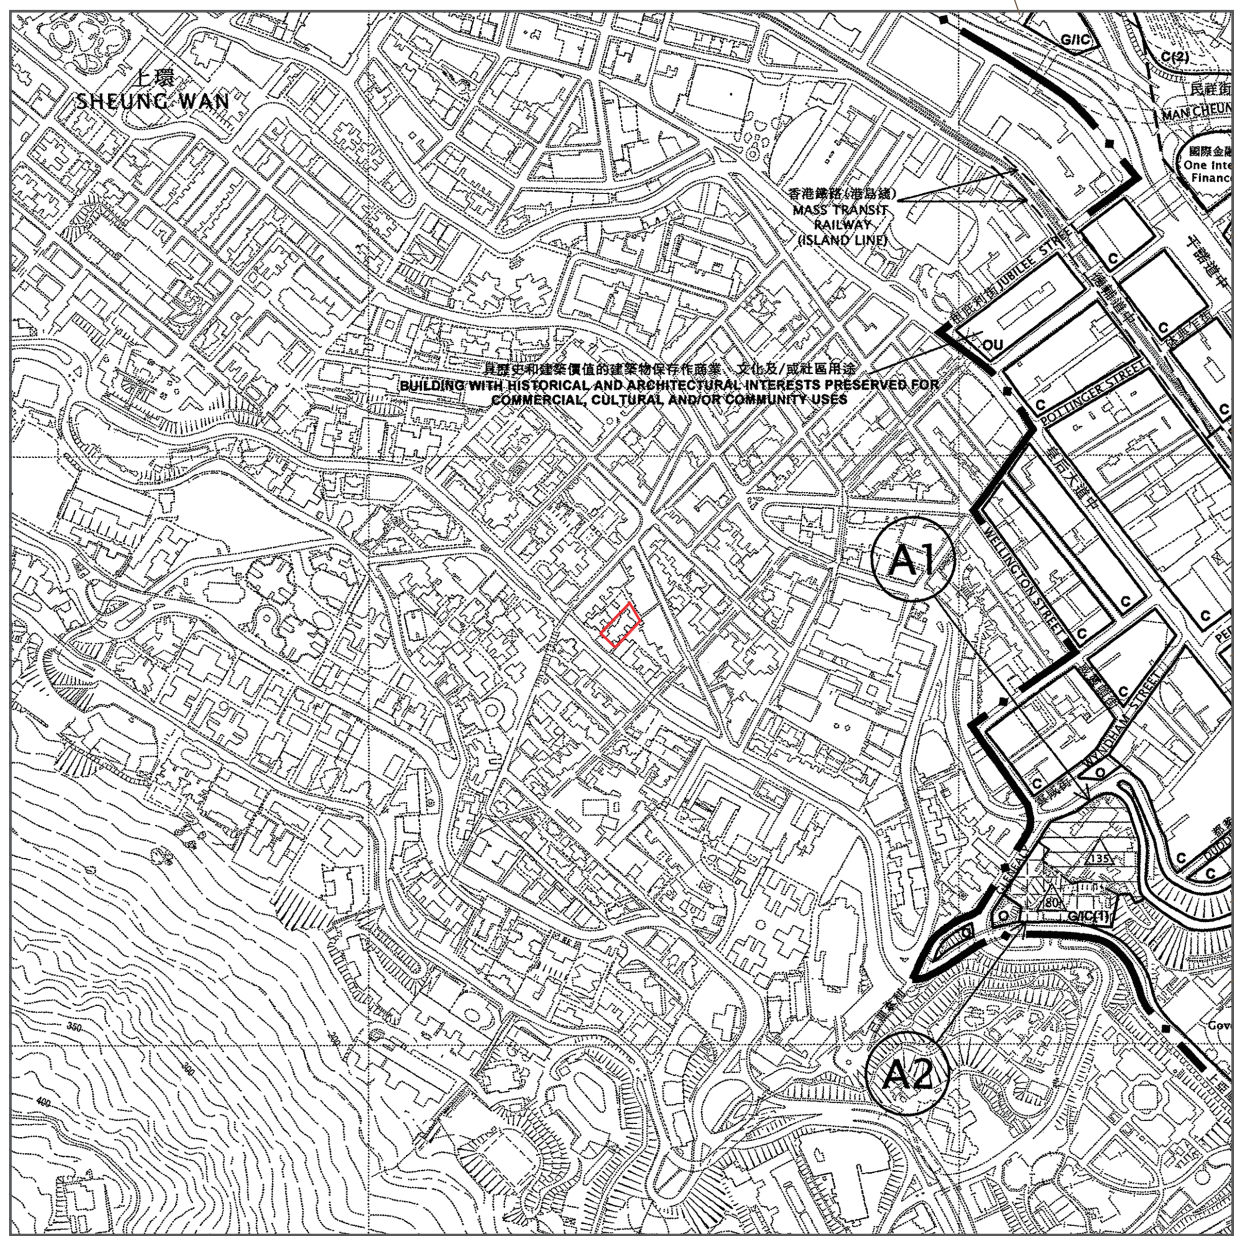 G/IC
C(2)
上環
SHEUNG WAN
民祥街
MAN CHEUN
國際金融
One Inte
Financ
香港鐵路(港島綫)
MASS TRANSIT
RAILWAY
(ISLAND LINE)
C
干諾道中
租庇利街 JUBILEE STREET
德輔道中
C
OU
具歷史和建築價值的建築物保存作商業、文化及/或社區用途
BUILDING WITH HISTORICAL AND ARCHITECTURAL INTERESTS PRESERVED FOR
COMMERCIAL, CULTURAL AND/OR COMMUNITY USES
POTTINGER STREET
C
C
皇后大道中
A1
WELLINGTON STREET
C
C
C
PE
C
WYNDHAM STREET
C
O
135
C
C
80
O
G/IC(1)
O
350
400
A2
Gov